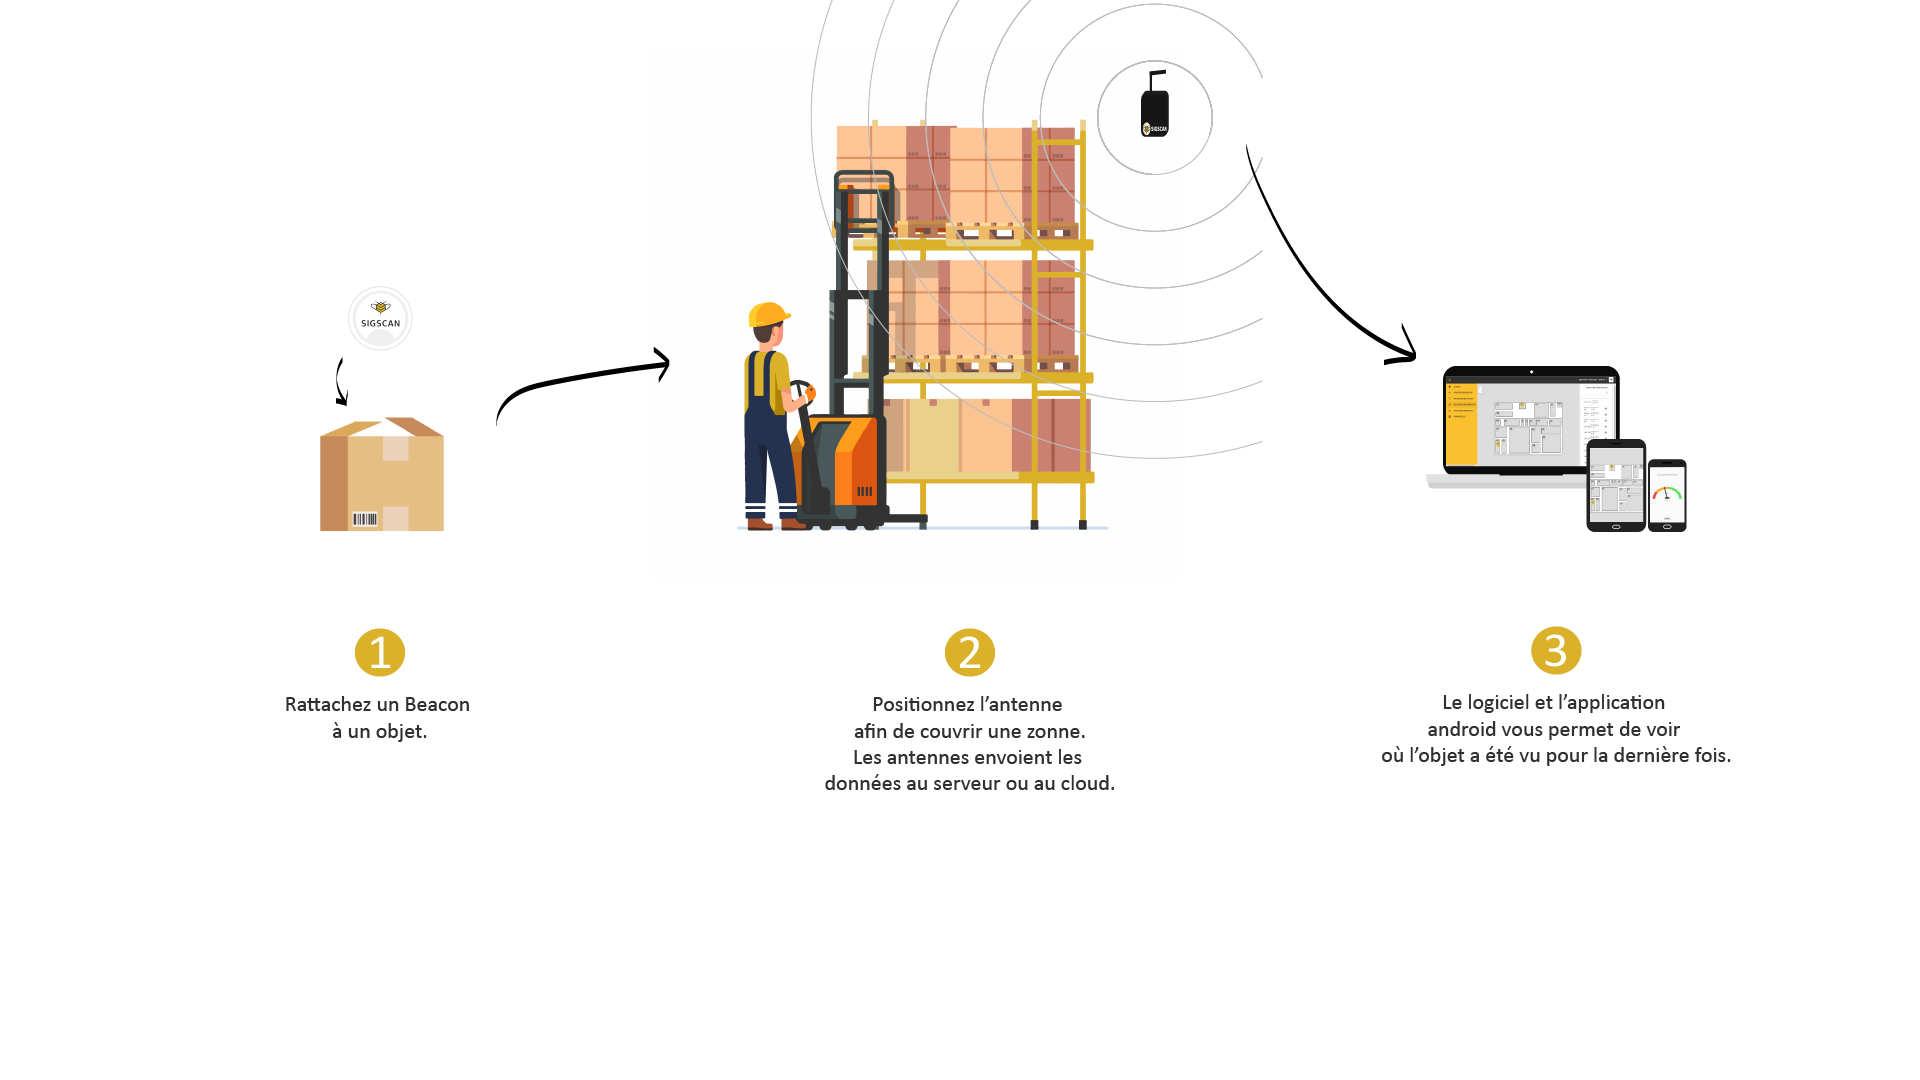 SIGSCAN
SIGSCAN
1
Rattachez un Beacon
à un objet.
2
Positionnez l’antenne
afin de couvrir une zonne.
Les antennes envoient les
données au serveur ou au cloud.
3
Le logiciel et l’application
android vous permet de voir
où l’objet a été vu pour la dernière fois.